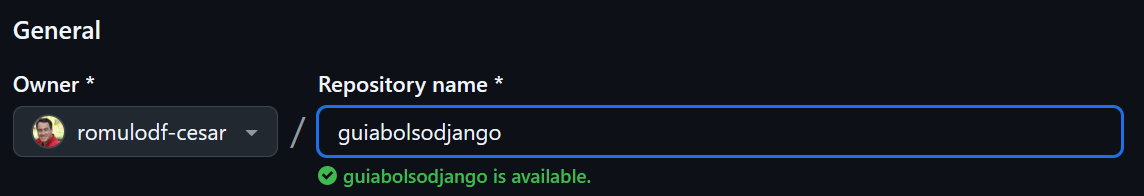 General
Owner * Repository name *
romulodf-cesar / guiabolsodjango
guiabolsodjango is available.